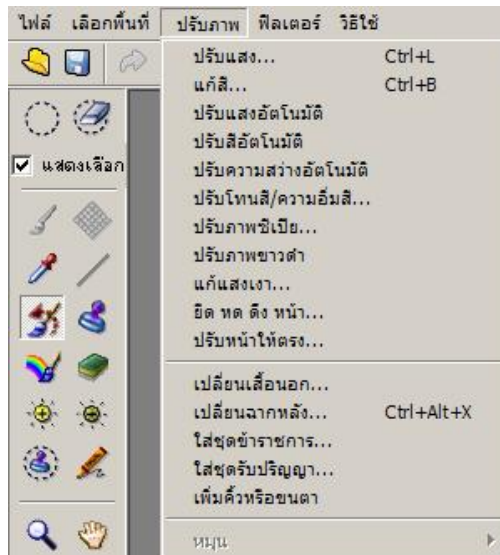 ไฟล์ เลือกพื้นที่ ปรับภาพ ฟิลเตอร์ วิธีใช้
ปรับแสง... Ctrl+L
แก้สี... Ctrl+B
ปรับแสงอัตโนมัติ
ปรับสีอัตโนมัติ
แสดงเลือก
ปรับความสว่างอัตโนมัติ
ปรับโทนสี/ความอิ่มสี...
ปรับภาพซีเปีย...
ปรับภาพขาวดำ
แก้แสงเงา...
ยืด หด ดึง หน้า...
ปรับหน้าให้ตรง...
เปลี่ยนเสื้อนอก...
เปลี่ยนฉากหลัง... Ctrl+Alt+X
ใส่ชุดข้าราชการ...
ใส่ชุดรับปริญญา...
เพิ่มคิ้วหรือขนตา
หมุน